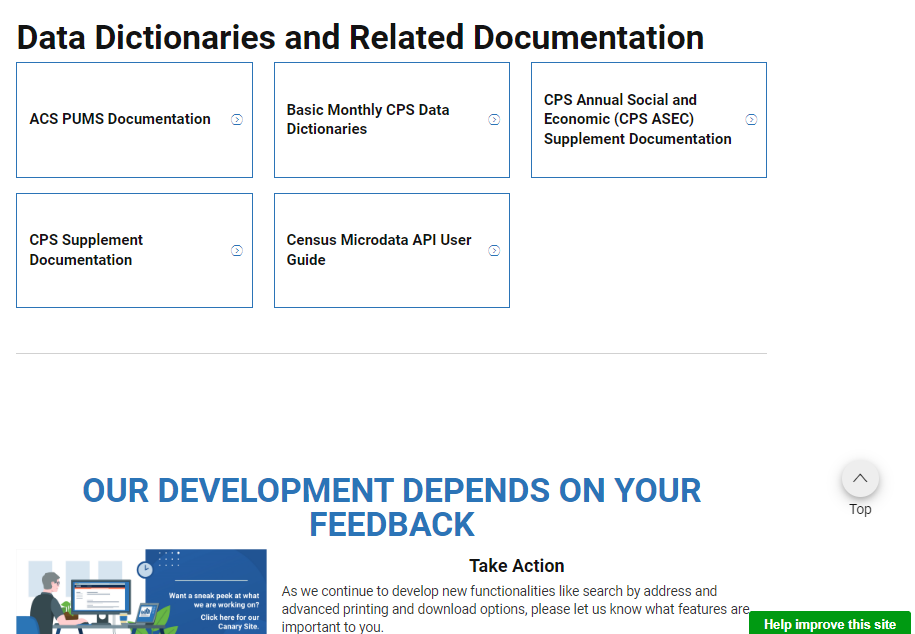 Data Dictionaries and Related Documentation
ACS PUMS Documentation
Basic Monthly CPS Data
Dictionaries
CPS Annual Social and
Economic (CPS ASEC)
Supplement Documentation
CPS Supplement
Documentation
Census Microdata API User
Guide
OUR DEVELOPMENT DEPENDS ON YOUR
FEEDBACK
Top
Want a sneak peek at what
we are working on?
Click here for our
Canary Site.
Take Action
As we continue to develop new functionalities like search by address and
advanced printing and download options, please let us know what features are
important to you.
Help improve this site